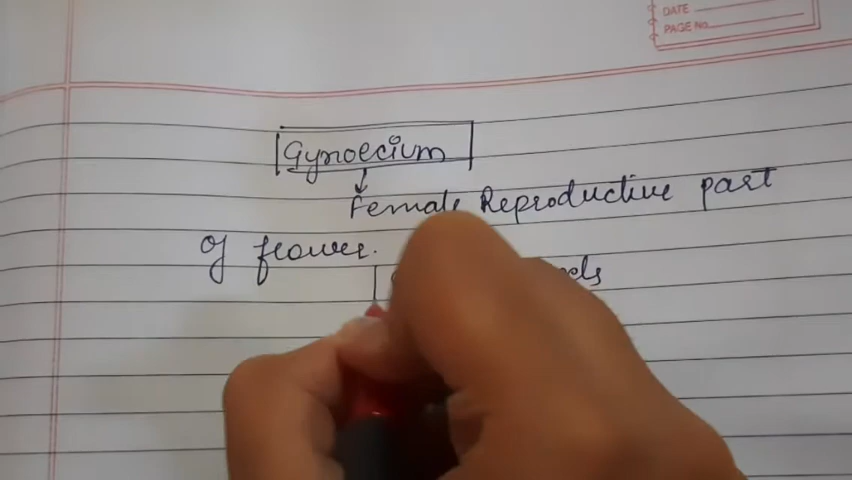 DATE
PAGE No.
Gynoecium
Female Reproductive part
of flower.